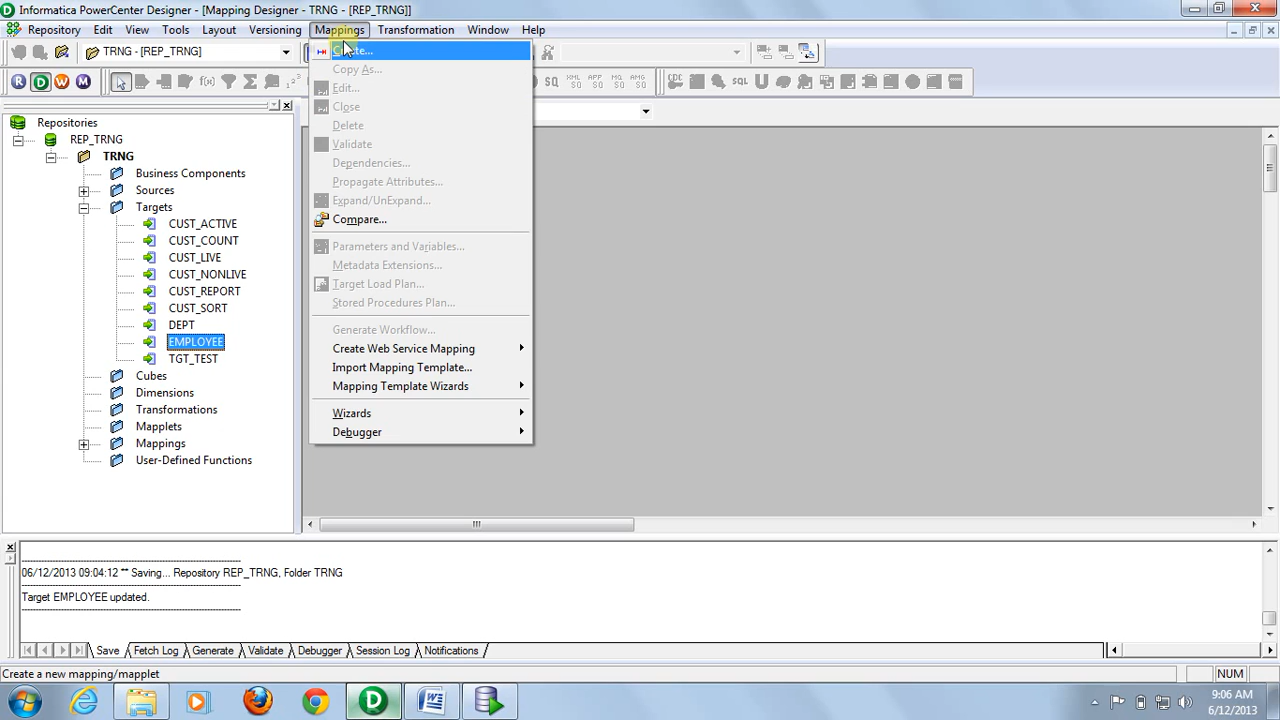 Informatica PowerCenter Designer - [Mapping Designer - TRNG - [REP_TRNG]]
Repository Edit View Tools Layout Versioning Mappings Transformation Window Help
TRNG - [REP_TRNG]
Copy As...
Edit...
Close
Delete
Validate
Dependencies...
Propagate Attributes...
Expand/UnExpand...
Compare...
Parameters and Variables...
Metadata Extensions...
Target Load Plan...
Stored Procedures Plan...
Generate Workflow...
Create Web Service Mapping
Import Mapping Template...
Mapping Template Wizards
Wizards
Debugger
R D W M
f(x) SQ XML XML MQ SQL
Repositories
REP_TRNG
TRNG
Business Components
Sources
Targets
CUST_ACTIVE
CUST_COUNT
CUST_LIVE
CUST_NONLIVE
CUST_REPORT
CUST_SORT
DEPT
EMPLOYEE
TGT_TEST
Cubes
Dimensions
Transformations
Mapplets
Mappings
User-Defined Functions
06/12/2013 09:04:12 ** Saving... Repository REP_TRNG, Folder TRNG
Target EMPLOYEE updated.
Save Fetch Log Generate Validate Debugger Session Log Notifications
Create a new mapping/mapplet NUM
9:06 AM
6/12/2013